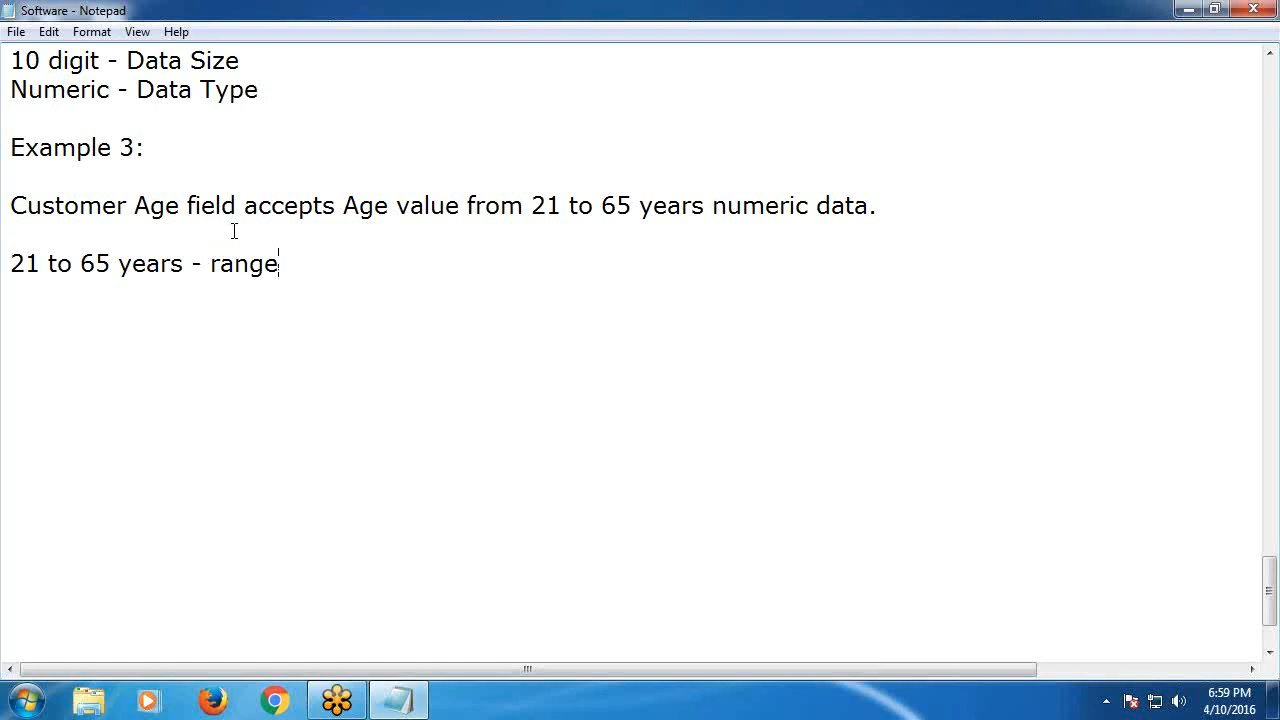 Software - Notepad
File Edit Format View Help
10 digit - Data Size
Numeric - Data Type
Example 3:
Customer Age field accepts Age value from 21 to 65 years numeric data.
21 to 65 years - range
6:59 PM
4/10/2016